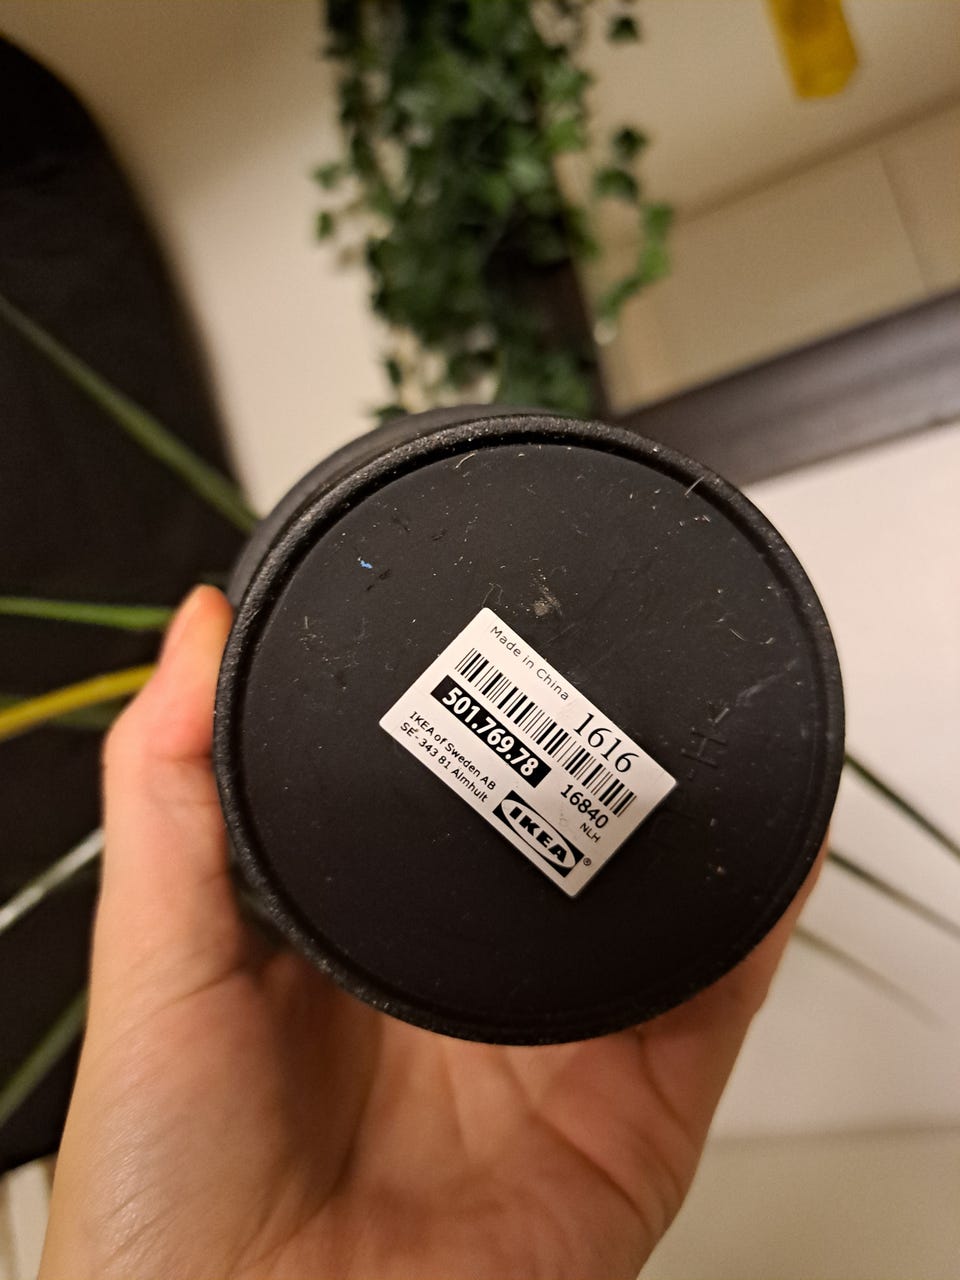 Made in China
1616
501.769.78
16840
NLH
IKEA of Sweden AB
SE- 343 81 Älmhult
IKEA®